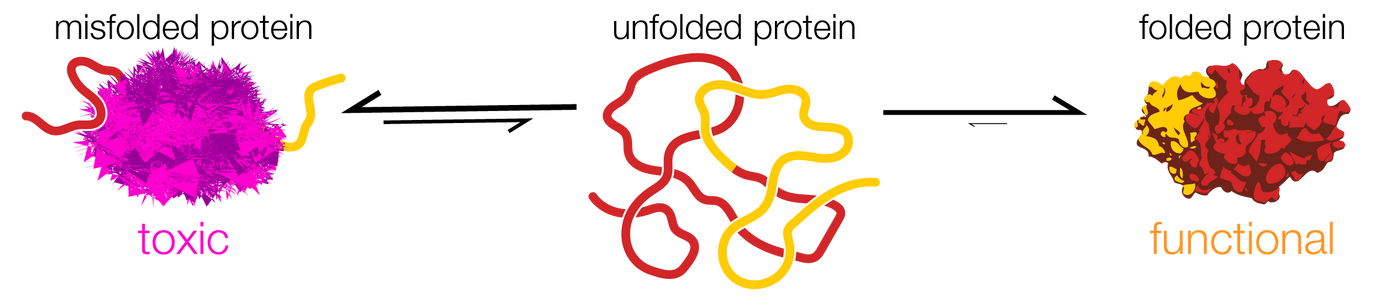 misfolded protein
unfolded protein
folded protein
toxic
functional